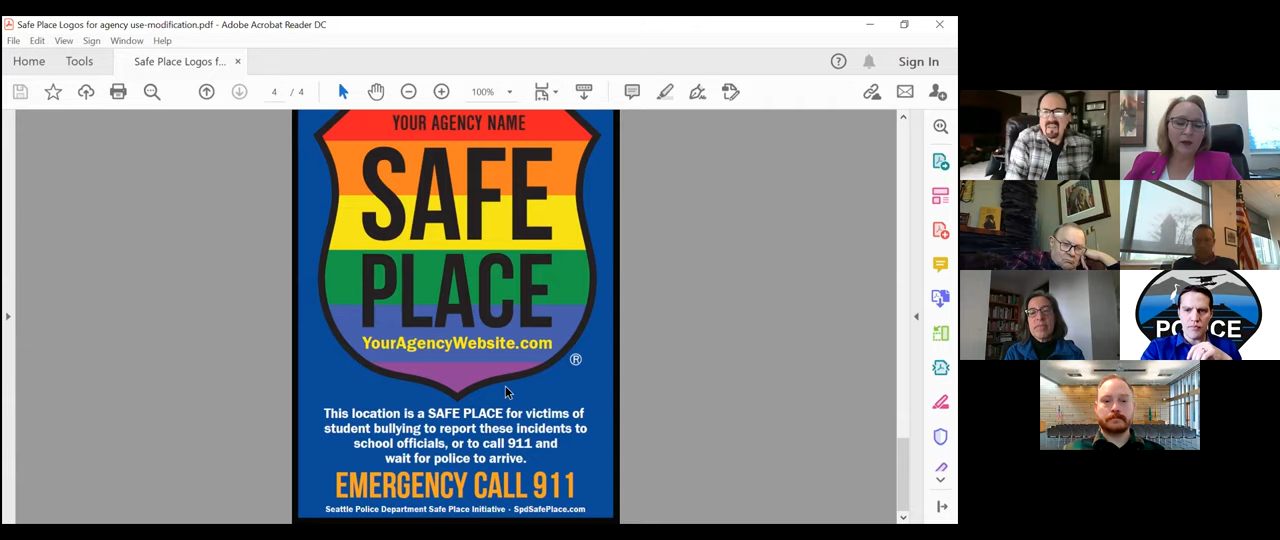 Safe Place Logos for agency use-modification.pdf - Adobe Acrobat Reader DC
File Edit View Sign Window Help
Home Tools Safe Place Logos f... ×
Sign In
4 / 4 100%
YOUR AGENCY NAME
SAFE
PLACE
YourAgencyWebsite.com
®
This location is a SAFE PLACE for victims of
student bullying to report these incidents to
school officials, or to call 911 and
wait for police to arrive.
EMERGENCY CALL 911
Seattle Police Department Safe Place Initiative - SpdSafePlace.com